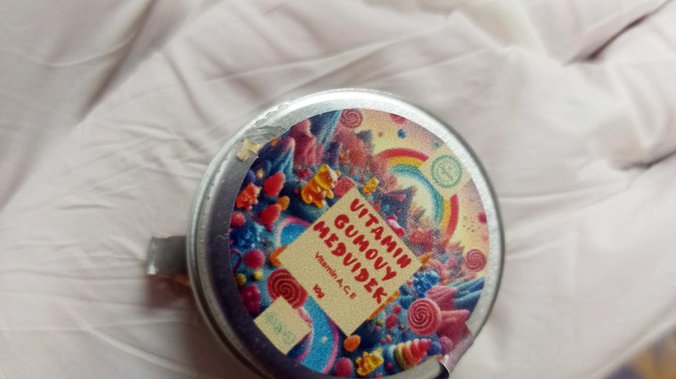 VITAMIN
GUMOVÝ
MEDVÍDEK
Vitamin A, C, E
10g